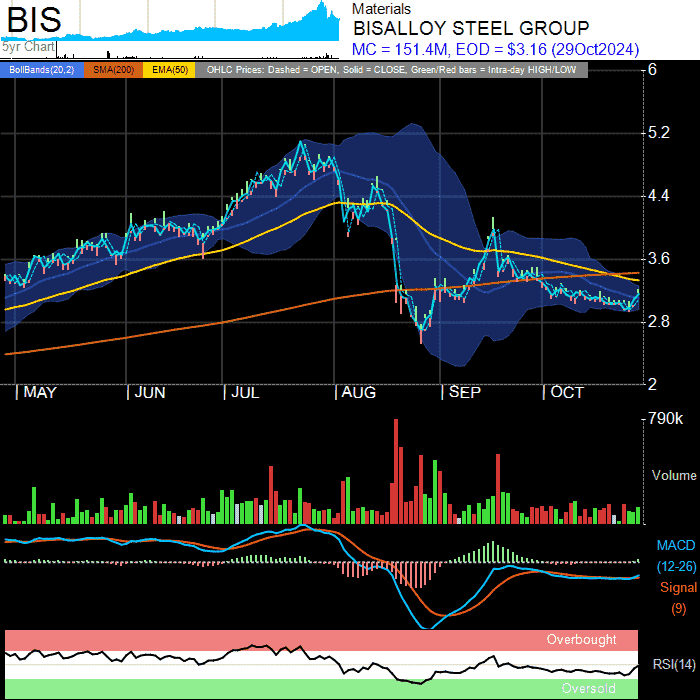 BIS
5yr Chart
Materials
BISALLOY STEEL GROUP
MC = 151.4M, EOD = $3.16 (29Oct2024)
BollBands(20,2) SMA(200) EMA(50) OHLC Prices: Dashed = OPEN, Solid = CLOSE, Green/Red bars = Intra-day HIGH/LOW
6
5.2
4.4
3.6
2.8
2
MAY JUN JUL AUG SEP OCT
790k
Volume
MACD
(12-26)
Signal
(9)
Overbought
RSI(14)
Oversold